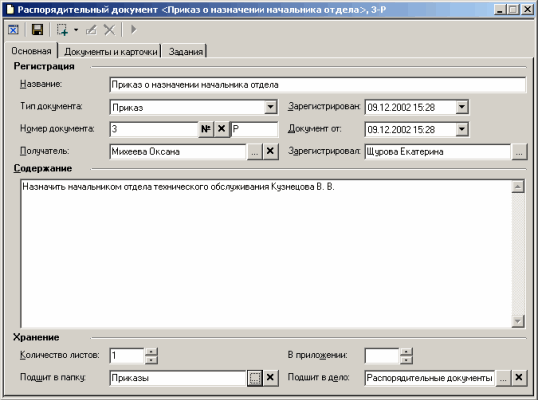 Распорядительный документ <Приказ о назначении начальника отдела>, З-Р
Основная Документы и карточки Задания
Регистрация
Название: Приказ о назначении начальника отдела
Тип документа: Приказ Зарегистрирован: 09.12.2002 15:28
Номер документа: 3 № Р Документ от: 09.12.2002 15:28
Получатель: Михеева Оксана ... Зарегистрировал: Щурова Екатерина ...
Содержание
Назначить начальником отдела технического обслуживания Кузнецова В. В.
Хранение
Количество листов: 1 В приложении:
Подшит в папку: Приказы ... Подшит в дело: Распорядительные документы ...